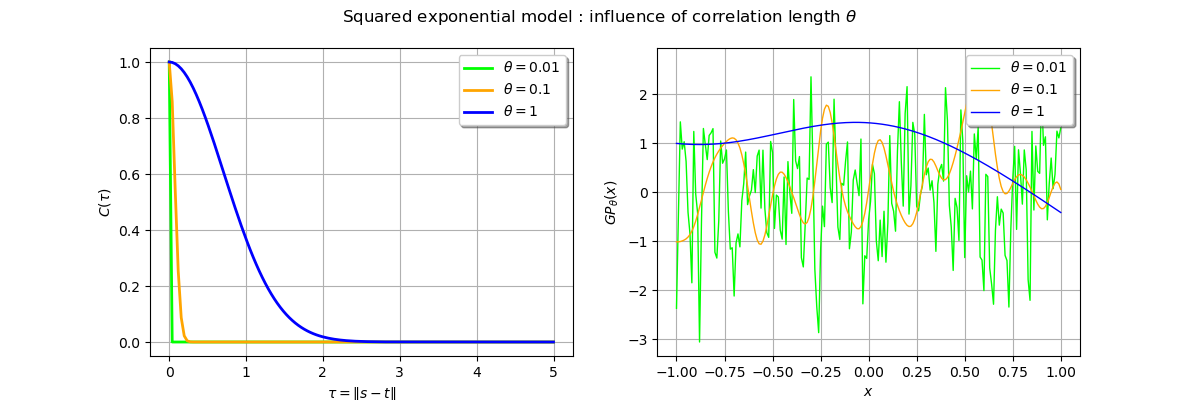 Squared exponential model : influence of correlation length θ
1.0
0.8
0.6
0.4
0.2
0.0
C(τ)
0 1 2 3 4 5
τ = ‖s − t‖
θ = 0.01
θ = 0.1
θ = 1
2
1
0
−1
−2
−3
GPθ(x)
−1.00 −0.75 −0.50 −0.25 0.00 0.25 0.50 0.75 1.00
x
θ = 0.01
θ = 0.1
θ = 1